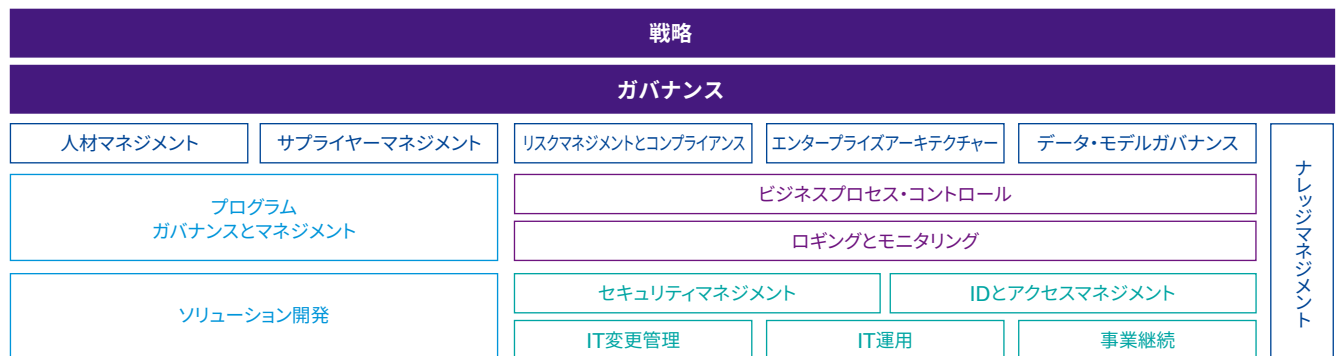 戦略
ガバナンス
人材マネジメント
サプライヤーマネジメント
リスクマネジメントとコンプライアンス
エンタープライズアーキテクチャー
データ・モデルガバナンス
ナレッジマネジメント
プログラム
ガバナンスとマネジメント
ビジネスプロセス・コントロール
ロギングとモニタリング
ソリューション開発
セキュリティマネジメント
IDとアクセスマネジメント
IT変更管理
IT運用
事業継続